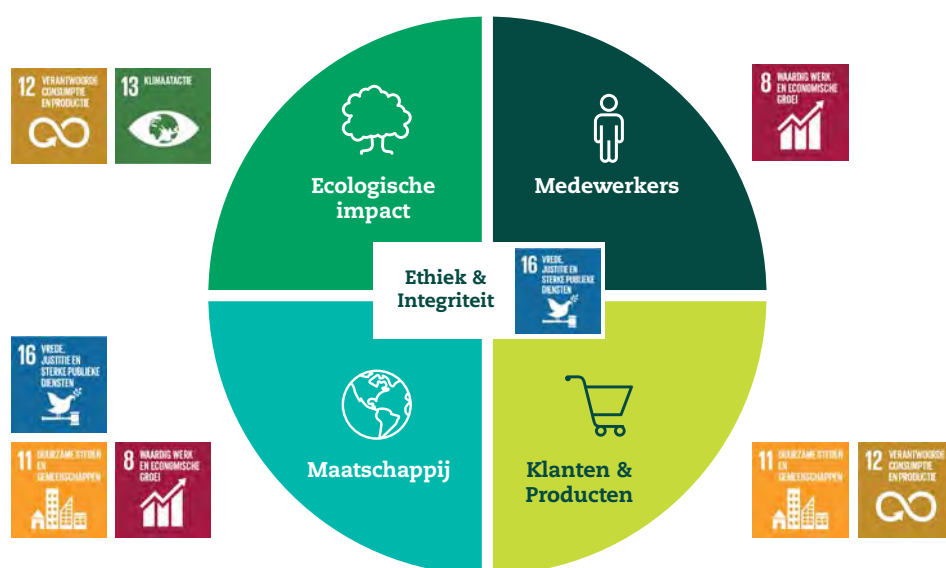 12 VERANTWOORDE
CONSUMPTIE
EN PRODUCTIE
13 KLIMAATACTIE
Ecologische
impact
Medewerkers
8 WAARDIG WERK
EN ECONOMISCHE
GROEI
Ethiek &
Integriteit
16 VREDE,
JUSTITIE EN
STERKE PUBLIEKE
DIENSTEN
16 VREDE,
JUSTITIE EN
STERKE PUBLIEKE
DIENSTEN
11 DUURZAME STEDEN
EN
GEMEENSCHAPPEN
8 WAARDIG WERK
EN ECONOMISCHE
GROEI
Maatschappij
Klanten &
Producten
11 DUURZAME STEDEN
EN
GEMEENSCHAPPEN
12 VERANTWOORDE
CONSUMPTIE
EN PRODUCTIE